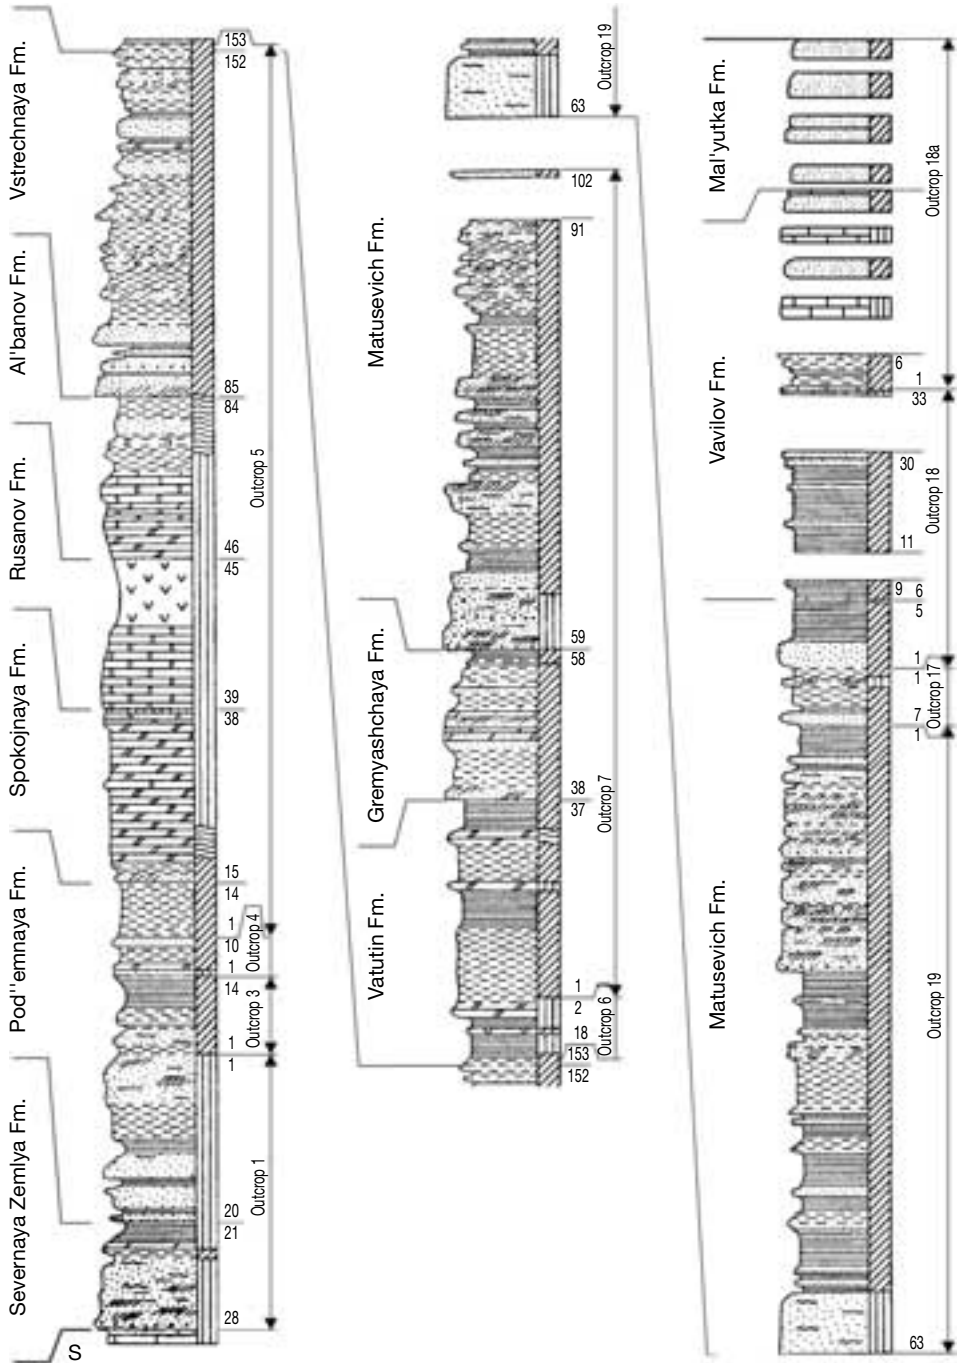 Vstrechnaya Fm.
Al'banov Fm.
Rusanov Fm.
Spokojnaya Fm.
Pod''emnaya Fm.
Severnaya Zemlya Fm.
S
153
152
85
84
46
45
39
38
15
14
1
10
1
14
1
1
20
21
28
Outcrop 5
Outcrop 4
Outcrop 3
Outcrop 1
Matusevich Fm.
Gremyashchaya Fm.
Vatutin Fm.
63
102
91
59
58
38
37
1
2
18
153
152
Outcrop 19
Outcrop 7
Outcrop 6
Mal'yutka Fm.
Vavilov Fm.
Matusevich Fm.
6
1
33
30
11
9 6
5
1
1
7
1
63
Outcrop 18a
Outcrop 18
Outcrop 17
Outcrop 19